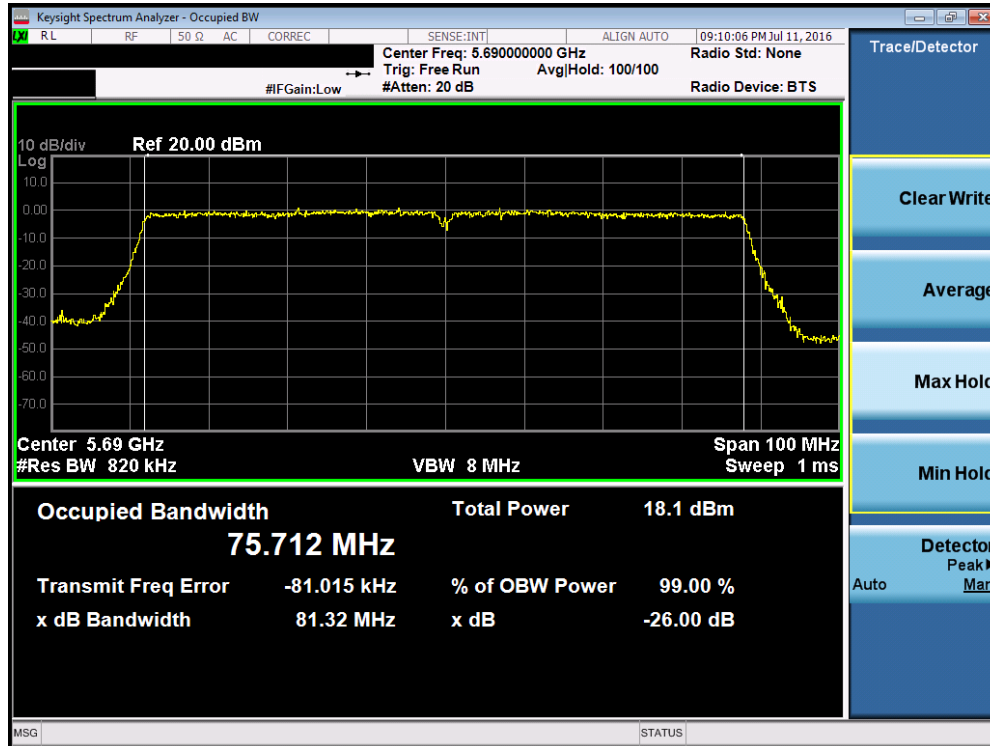 Keysight Spectrum Analyzer - Occupied BW
LXI RL RF 50 Ω AC CORREC SENSE:INT ALIGN AUTO 09:10:06 PM Jul 11, 2016
Center Freq: 5.690000000 GHz Radio Std: None
Trig: Free Run Avg|Hold: 100/100
#IFGain:Low #Atten: 20 dB Radio Device: BTS
Trace/Detector
10 dB/div Ref 20.00 dBm
Log
10.0
0.00
-10.0
-20.0
-30.0
-40.0
-50.0
-60.0
-70.0
Center 5.69 GHz Span 100 MHz
#Res BW 820 kHz VBW 8 MHz Sweep 1 ms
Occupied Bandwidth Total Power 18.1 dBm
75.712 MHz
Transmit Freq Error -81.015 kHz % of OBW Power 99.00 %
x dB Bandwidth 81.32 MHz x dB -26.00 dB
Clear Write
Average
Max Hold
Min Hold
Detector
Peak▶
Auto Man
MSG STATUS